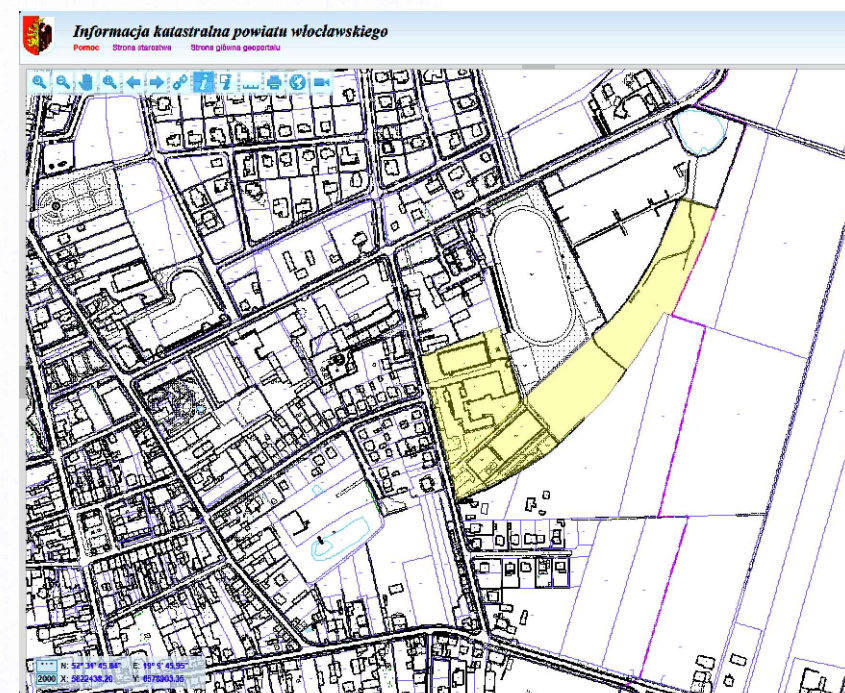 Informacja katastralna powiatu włocławskiego
Pomoc Strona starostwa Strona główna geoportalu
N: 52° 31' 45.84" E: 19° 5' 45.95"
2000 X: 5822438.20 Y: 6578903.35